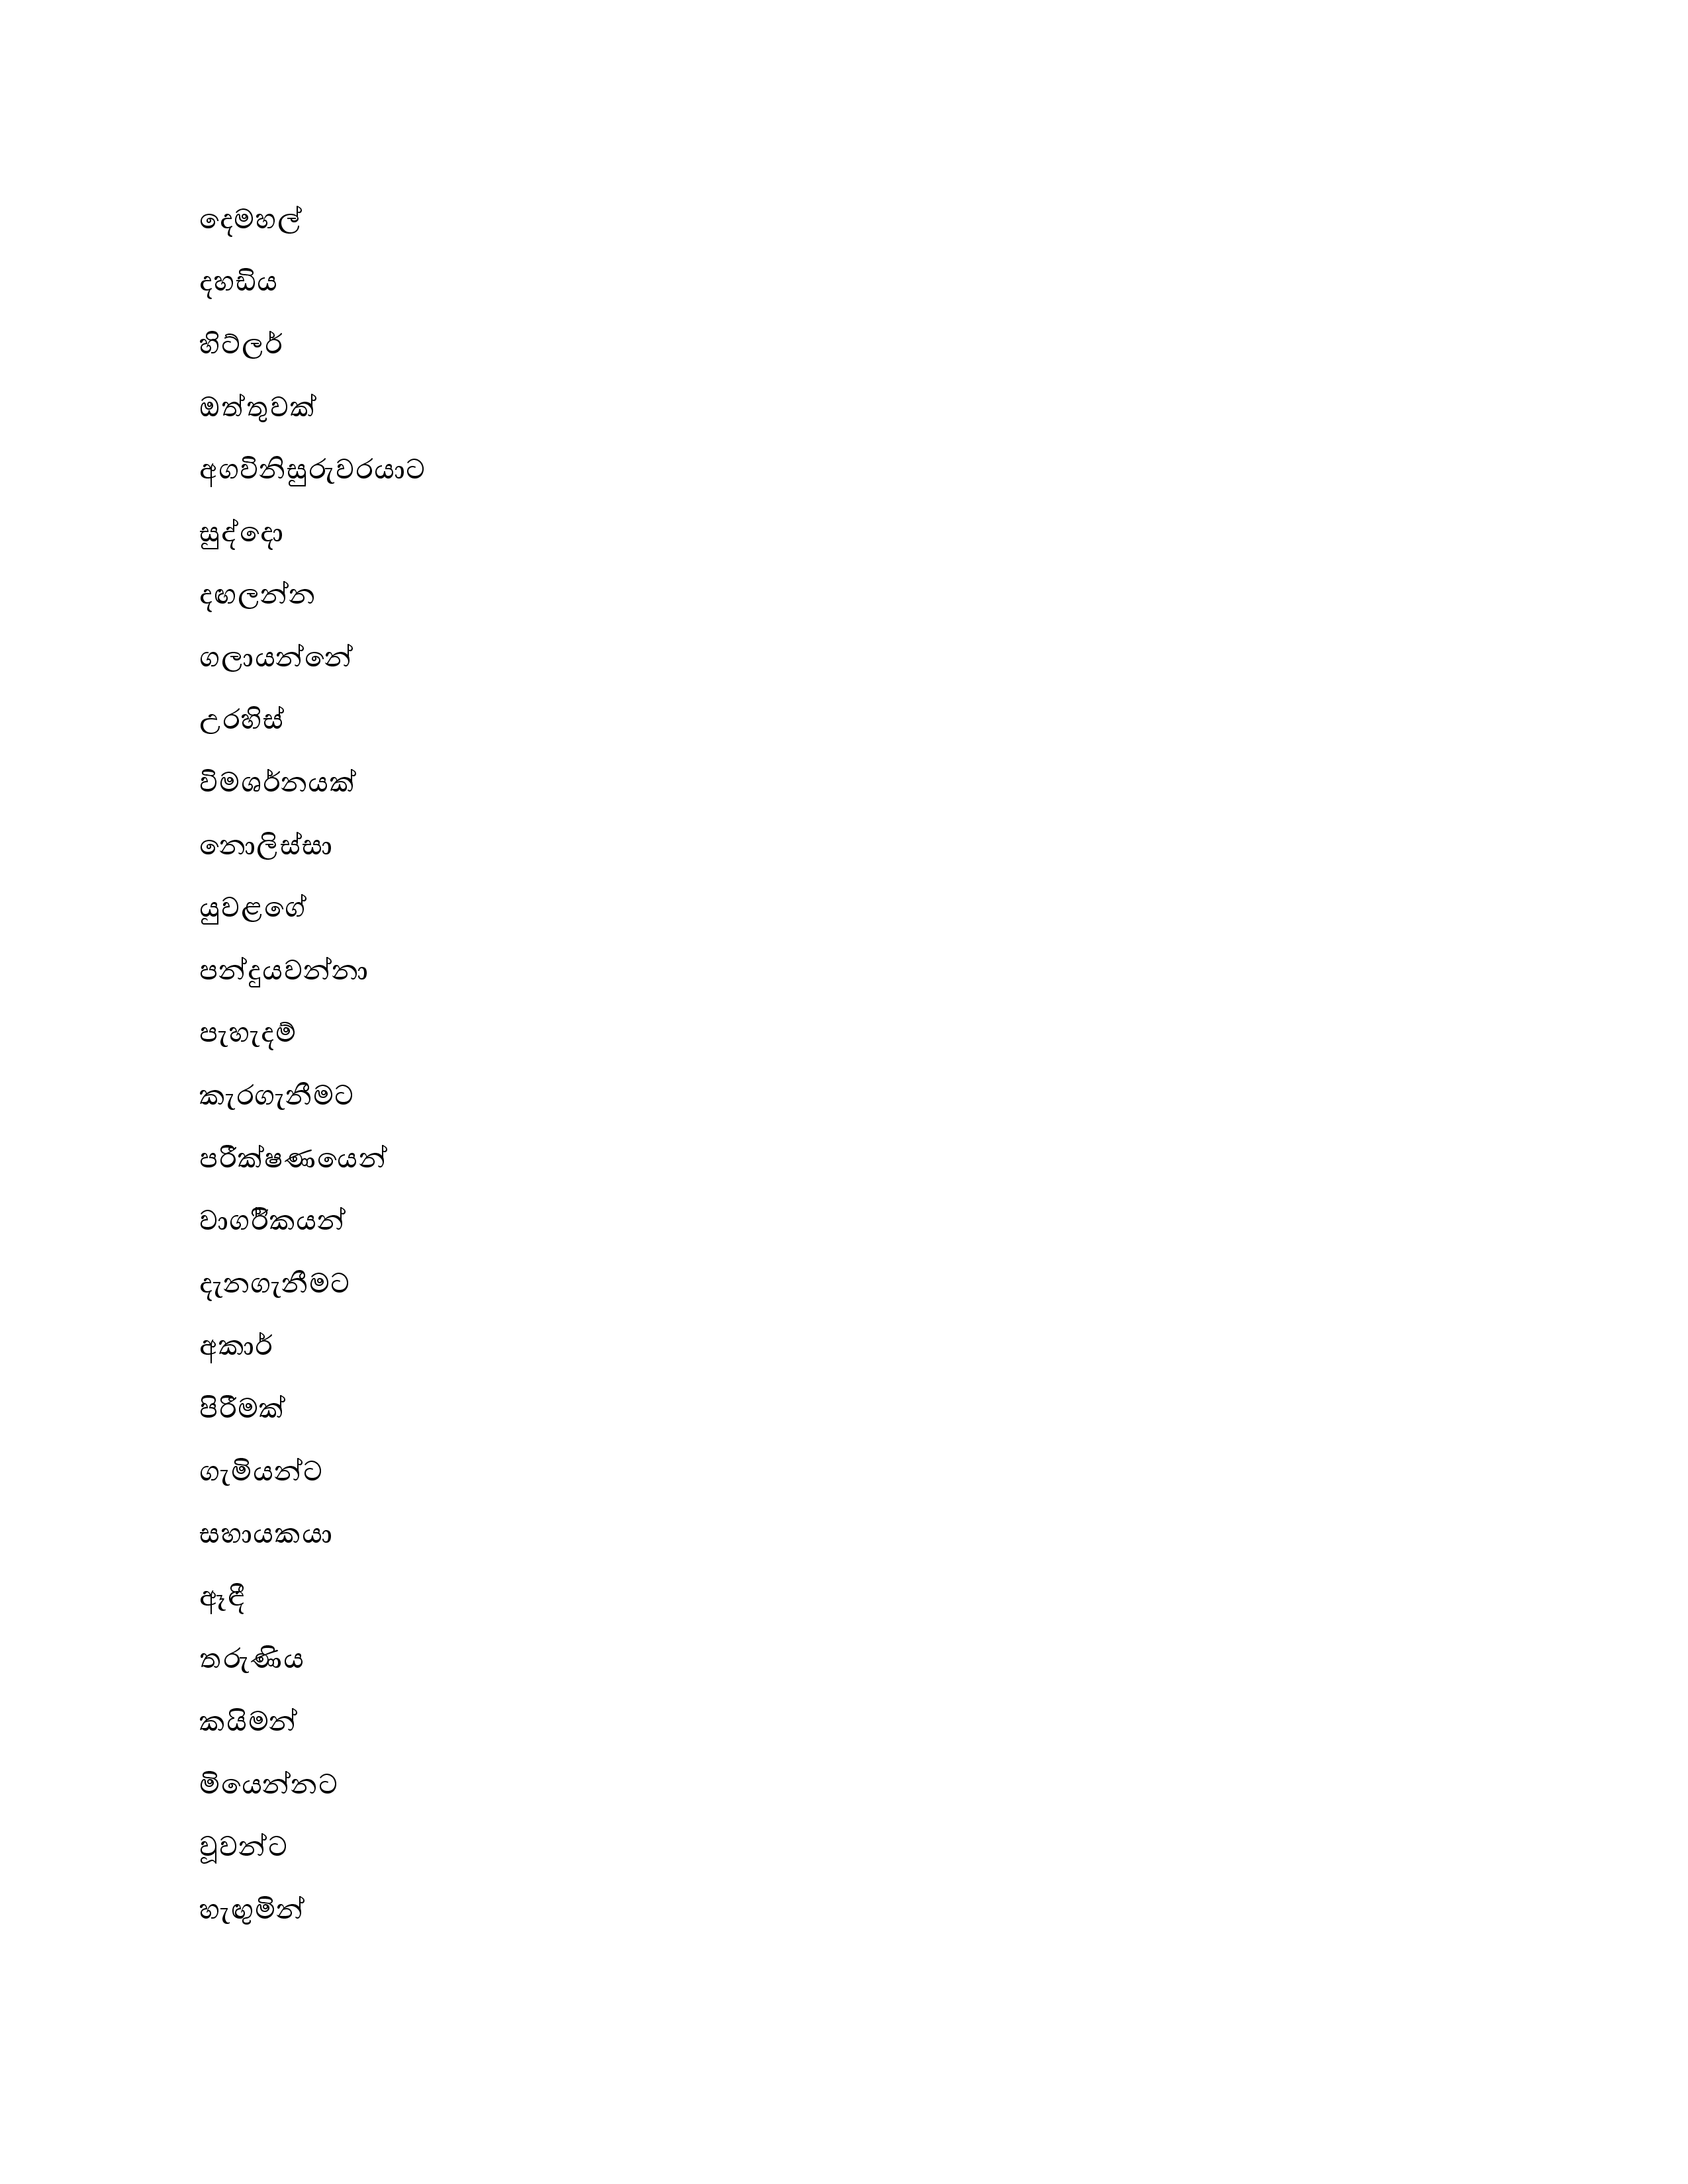 දෙමහල්
දහඩිය
හිට්ලර්
ඔත්තුවක්
අගවිනිසුරුවරයාට
සුද්දො
දඟලන්න
ගලායන්නේ
උරහිස්
විමශර්නයක්
නොලිස්සා
යුවළගේ
පන්දුයවන්නා
පැහැදම්
කැරගැනීමට
පරීක්ෂණයෙන්
වාගර්ිකයන්
දැනගැනීමට
අකාර්
පිරීමක්
ගැමියන්ට
සහායකයා
ඈඳී
තරුණිය
කයිමන්
මියෙන්නට
වූවන්ට
හැඟුමින්